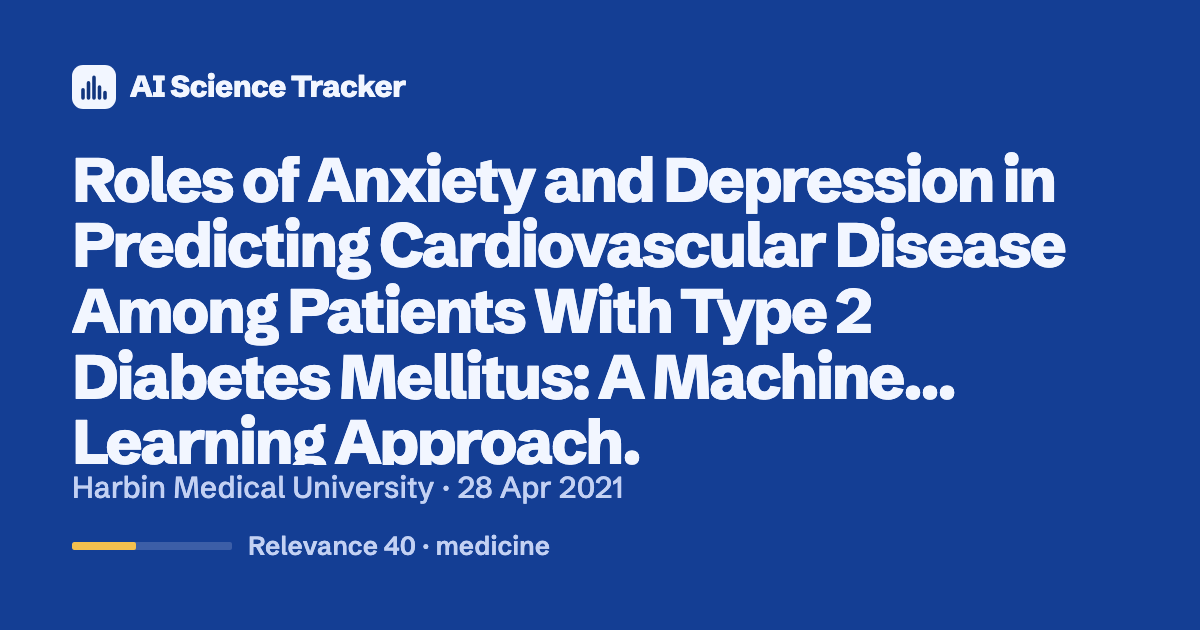 AI Science Tracker
Roles of Anxiety and Depression in
Predicting Cardiovascular Disease
Among Patients With Type 2
Diabetes Mellitus: A Machine...
Learning Approach.
Harbin Medical University · 28 Apr 2021
Relevance 40 · medicine